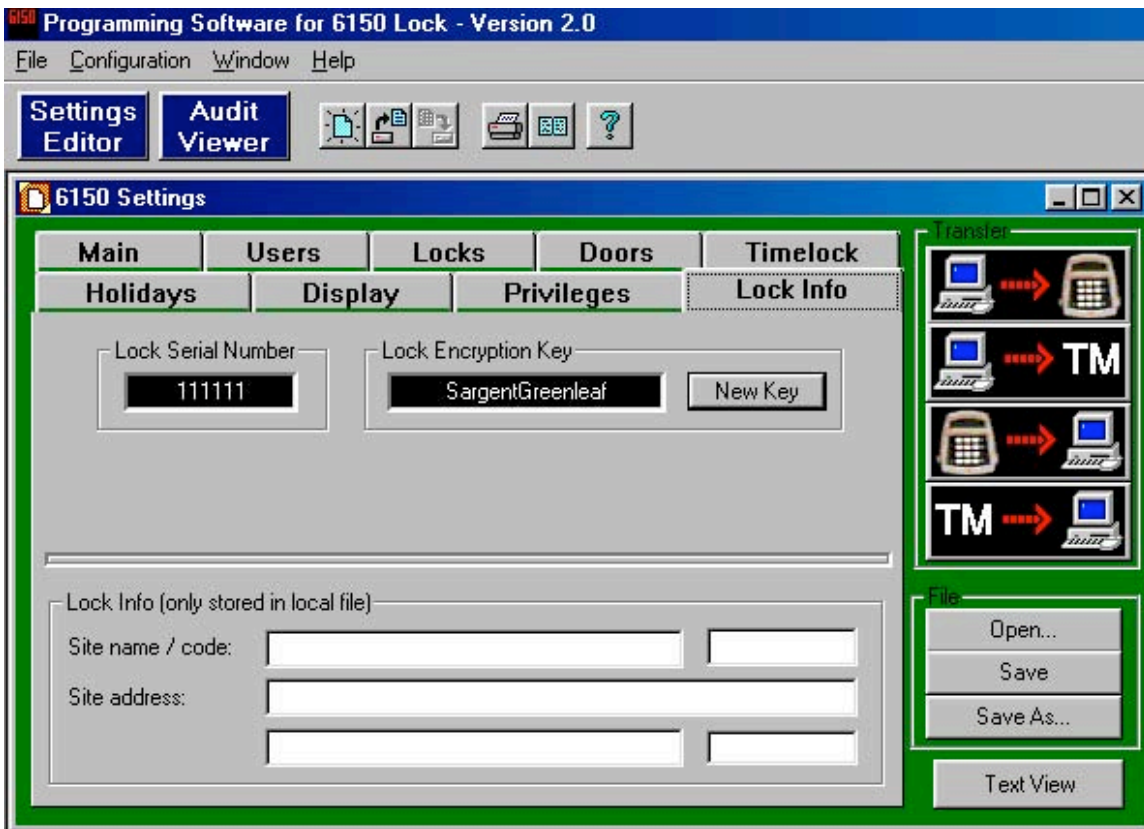 6150 Programming Software for 6150 Lock - Version 2.0
File Configuration Window Help
Settings Editor
Audit Viewer
?
6150 Settings
Main Users Locks Doors Timelock
Holidays Display Privileges Lock Info
Lock Serial Number
111111
Lock Encryption Key
SargentGreenleaf
New Key
Lock Info (only stored in local file)
Site name / code:
Site address:
Transfer
TM
TM
File
Open...
Save
Save As...
Text View